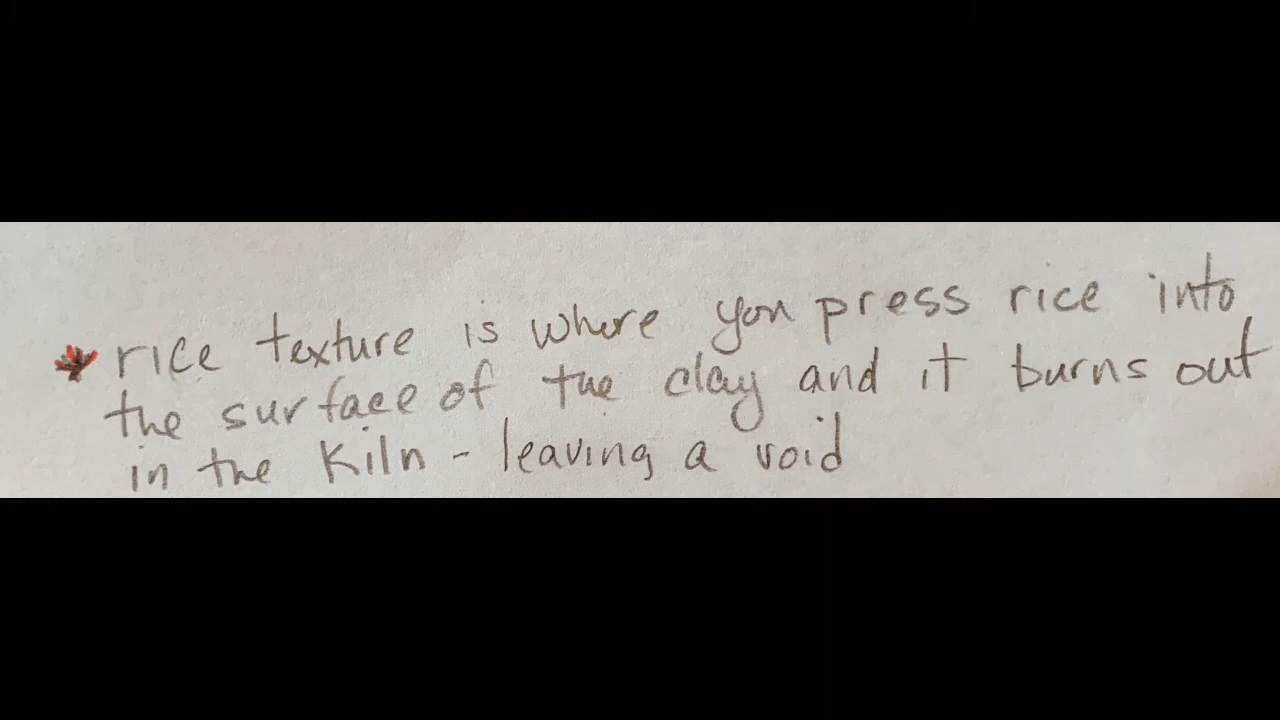 * rice texture is where you press rice into
the surface of the clay and it burns out
in the kiln - leaving a void